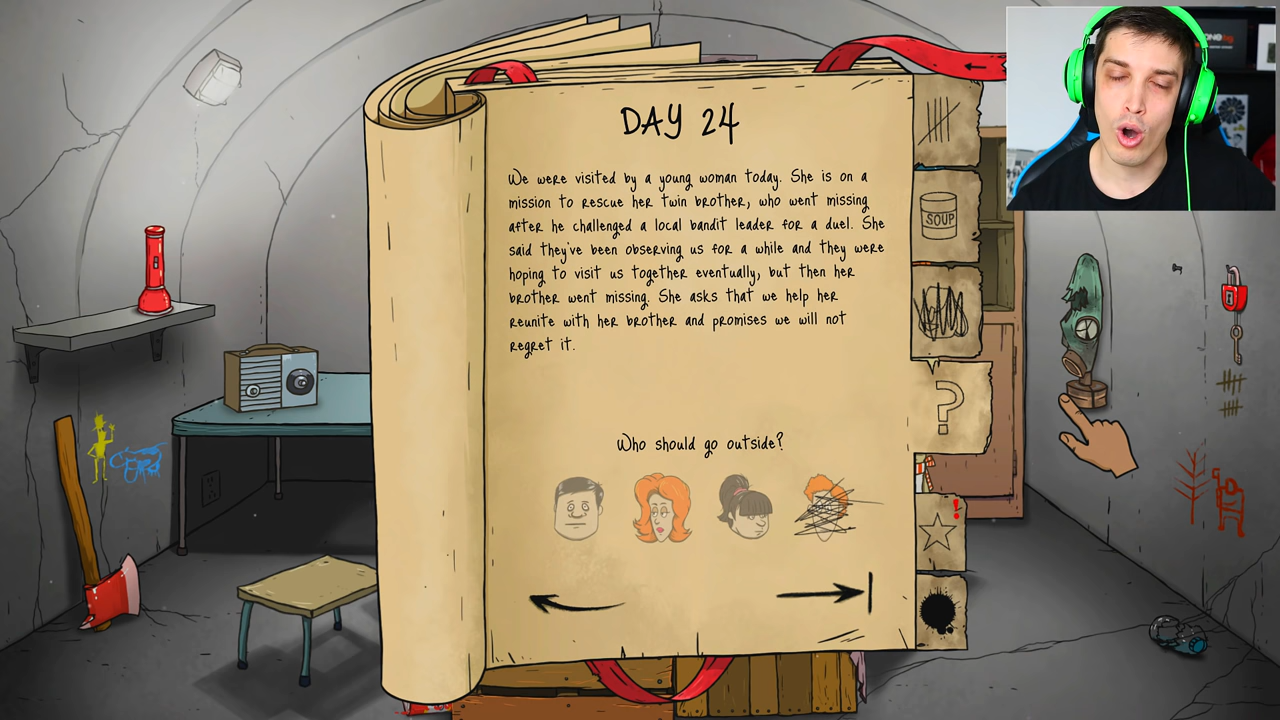 DAY 24
We were visited by a young woman today. She is on a
mission to rescue her twin brother, who went missing
after he challenged a local bandit leader for a duel. She
said they've been observing us for a while and they were
hoping to visit us together eventually, but then her
brother went missing. She asks that we help her
reunite with her brother and promises we will not
regret it.
Who should go outside?
SOUP
?
!